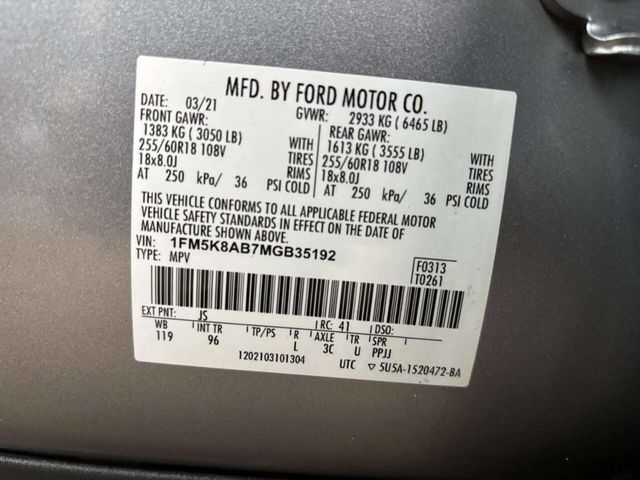 MFD. BY FORD MOTOR CO.
DATE: 03/21 GVWR: 2933 KG ( 6465 LB)
FRONT GAWR: REAR GAWR:
1383 KG ( 3050 LB) WITH 1613 KG ( 3555 LB) WITH
255/60R18 108V TIRES 255/60R18 108V TIRES
18x8.0J RIMS 18x8.0J RIMS
AT 250 kPa/ 36 PSI COLD AT 250 kPa/ 36 PSI COLD
THIS VEHICLE CONFORMS TO ALL APPLICABLE FEDERAL MOTOR
VEHICLE SAFETY STANDARDS IN EFFECT ON THE DATE OF
MANUFACTURE SHOWN ABOVE.
VIN: 1FM5K8AB7MGB35192
TYPE: MPV F0313
T0261
EXT PNT: JS RC: 41 DSO:
WB INT TR TP/PS R AXLE TR SPR
119 96 L 3C U PPJJ
1202103101304 UTC ▽ 5U5A-1520472-BA